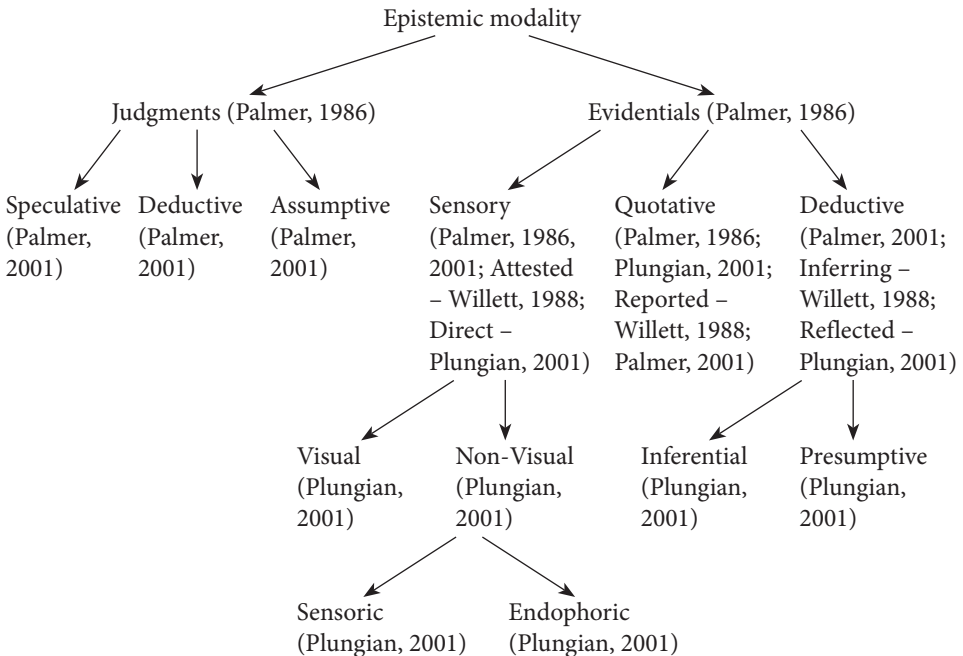 Epistemic modality
Judgments (Palmer, 1986)
Evidentials (Palmer, 1986)
Speculative
(Palmer,
2001)
Deductive
(Palmer,
2001)
Assumptive
(Palmer,
2001)
Sensory
(Palmer, 1986,
2001; Attested
– Willett, 1988;
Direct –
Plungian, 2001)
Quotative
(Palmer, 1986;
Plungian, 2001;
Reported –
Willett, 1988;
Palmer, 2001)
Deductive
(Palmer, 2001;
Inferring –
Willett, 1988;
Reflected –
Plungian, 2001)
Visual
(Plungian,
2001)
Non-Visual
(Plungian,
2001)
Inferential
(Plungian,
2001)
Presumptive
(Plungian,
2001)
Sensoric
(Plungian, 2001)
Endophoric
(Plungian, 2001)